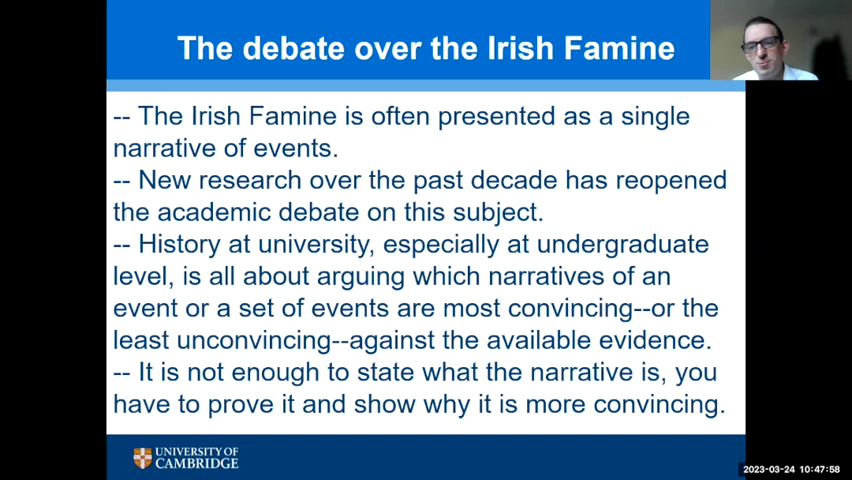 The debate over the Irish Famine
-- The Irish Famine is often presented as a single
narrative of events.
-- New research over the past decade has reopened
the academic debate on this subject.
-- History at university, especially at undergraduate
level, is all about arguing which narratives of an
event or a set of events are most convincing--or the
least unconvincing--against the available evidence.
-- It is not enough to state what the narrative is, you
have to prove it and show why it is more convincing.
UNIVERSITY OF
CAMBRIDGE
2023-03-24 10:47:58